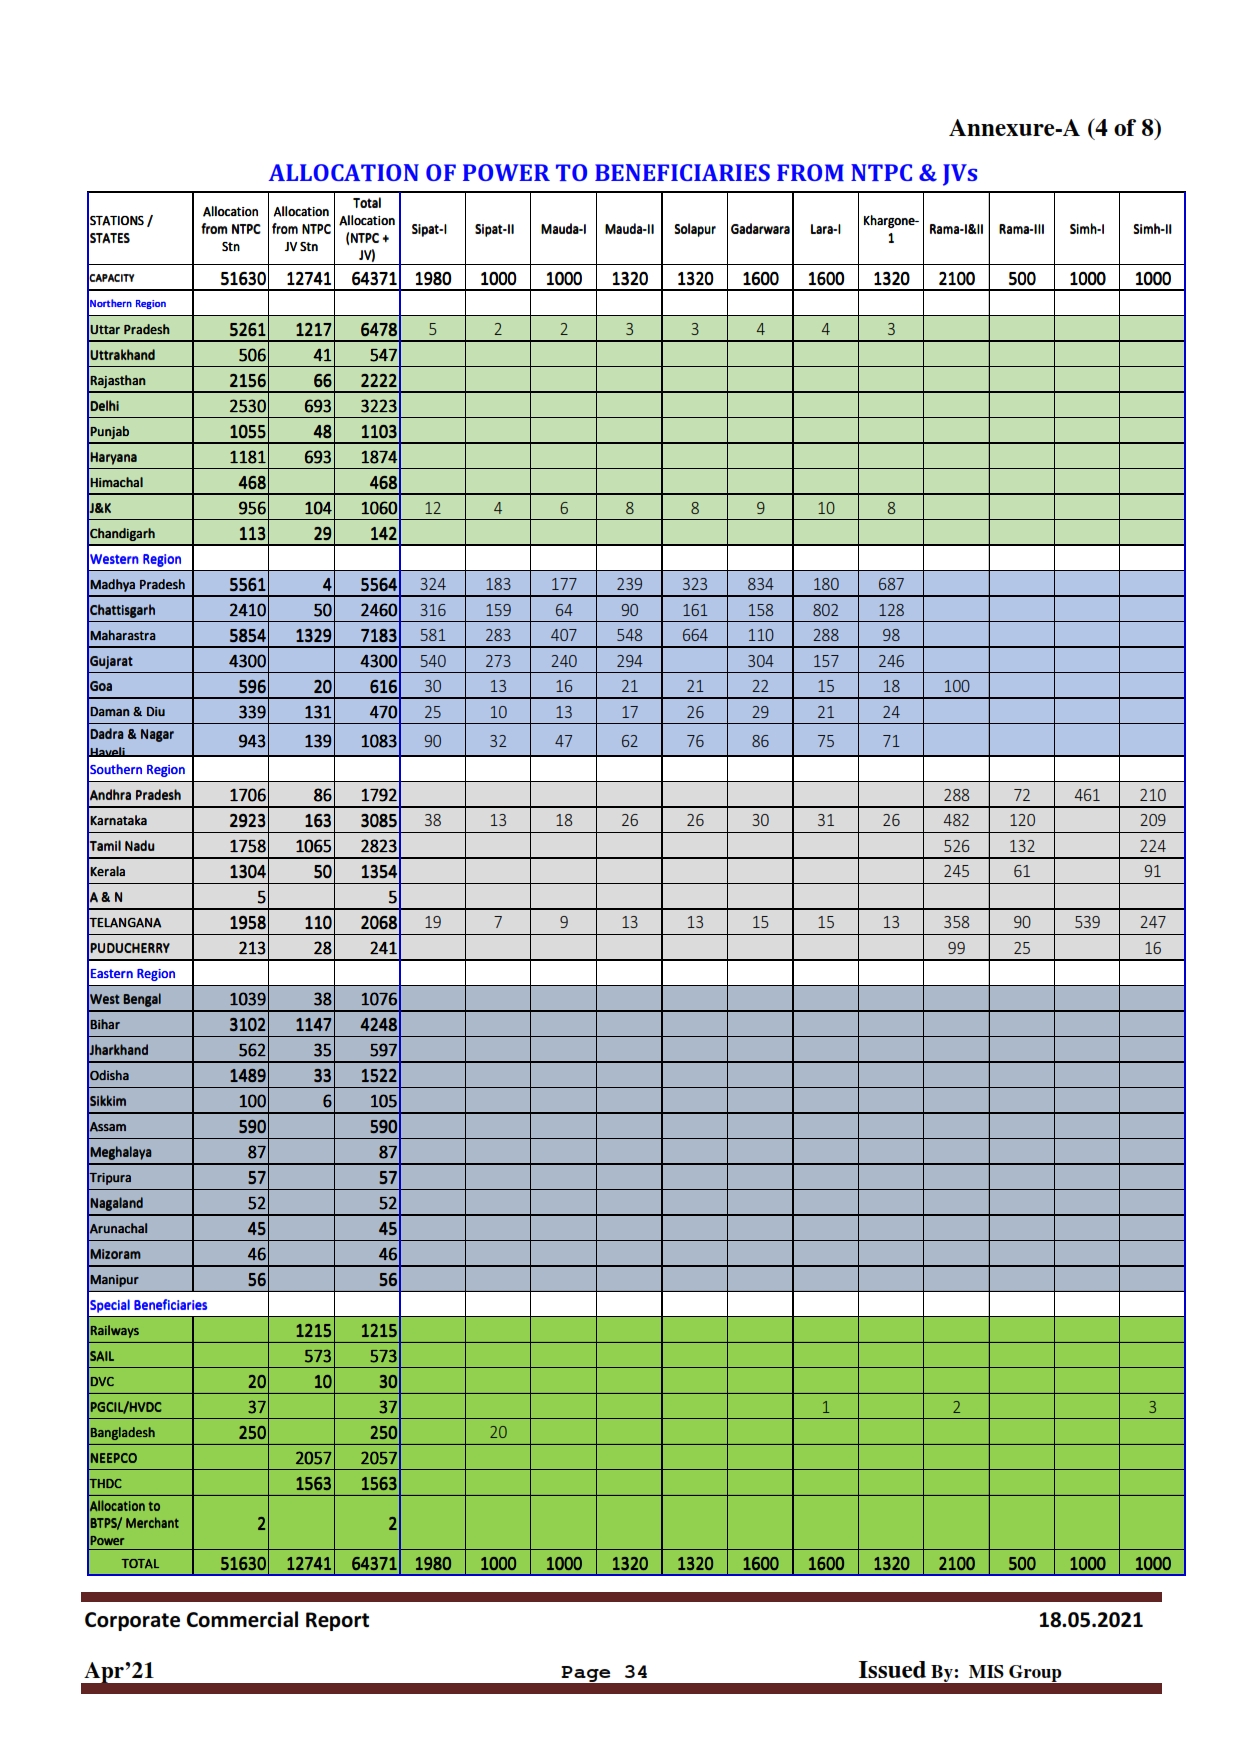 Annexure-A (4 of 8)
ALLOCATION OF POWER TO BENEFICIARIES FROM NTPC & JVs
STATIONS / STATES Allocation from NTPC Stn Allocation from NTPC JV Stn Total Allocation (NTPC + JV) Sipat-I Sipat-II Mauda-I Mauda-II Solapur Gadarwara Lara-I Khargone-1 Rama-I&II Rama-III Simh-I Simh-II
CAPACITY 51630 12741 64371 1980 1000 1000 1320 1320 1600 1600 1320 2100 500 1000 1000
Northern Region
Uttar Pradesh 5261 1217 6478 5 2 2 3 3 4 4 3
Uttrakhand 506 41 547
Rajasthan 2156 66 2222
Delhi 2530 693 3223
Punjab 1055 48 1103
Haryana 1181 693 1874
Himachal 468 468
J&K 956 104 1060 12 4 6 8 8 9 10 8
Chandigarh 113 29 142
Western Region
Madhya Pradesh 5561 4 5564 324 183 177 239 323 834 180 687
Chattisgarh 2410 50 2460 316 159 64 90 161 158 802 128
Maharastra 5854 1329 7183 581 283 407 548 664 110 288 98
Gujarat 4300 4300 540 273 240 294 304 157 246
Goa 596 20 616 30 13 16 21 21 22 15 18 100
Daman & Diu 339 131 470 25 10 13 17 26 29 21 24
Dadra & Nagar Haveli 943 139 1083 90 32 47 62 76 86 75 71
Southern Region
Andhra Pradesh 1706 86 1792 288 72 461 210
Karnataka 2923 163 3085 38 13 18 26 26 30 31 26 482 120 209
Tamil Nadu 1758 1065 2823 526 132 224
Kerala 1304 50 1354 245 61 91
A & N 5 5
TELANGANA 1958 110 2068 19 7 9 13 13 15 15 13 358 90 539 247
PUDUCHERRY 213 28 241 99 25 16
Eastern Region
West Bengal 1039 38 1076
Bihar 3102 1147 4248
Jharkhand 562 35 597
Odisha 1489 33 1522
Sikkim 100 6 105
Assam 590 590
Meghalaya 87 87
Tripura 57 57
Nagaland 52 52
Arunachal 45 45
Mizoram 46 46
Manipur 56 56
Special Beneficiaries
Railways 1215 1215
SAIL 573 573
DVC 20 10 30
PGCIL/HVDC 37 37 1 2 3
Bangladesh 250 250 20
NEEPCO 2057 2057
THDC 1563 1563
Allocation to BTPS/ Merchant Power 2 2
TOTAL 51630 12741 64371 1980 1000 1000 1320 1320 1600 1600 1320 2100 500 1000 1000
Corporate Commercial Report 18.05.2021
Apr’21 Page 34 Issued By: MIS Group